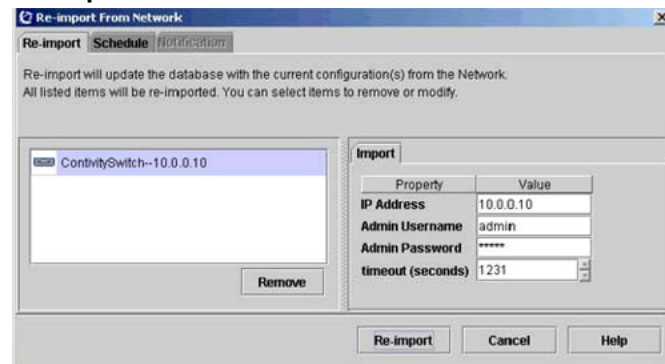 Re-import From Network
Re-import Schedule Notification
Re-import will update the database with the current configuration(s) from the Network.
All listed items will be re-imported. You can select items to remove or modify.
ContivitySwitch--10.0.0.10
Remove
Import
Property Value
IP Address 10.0.0.10
Admin Username admin
Admin Password *****
timeout (seconds) 1231
Re-import Cancel Help